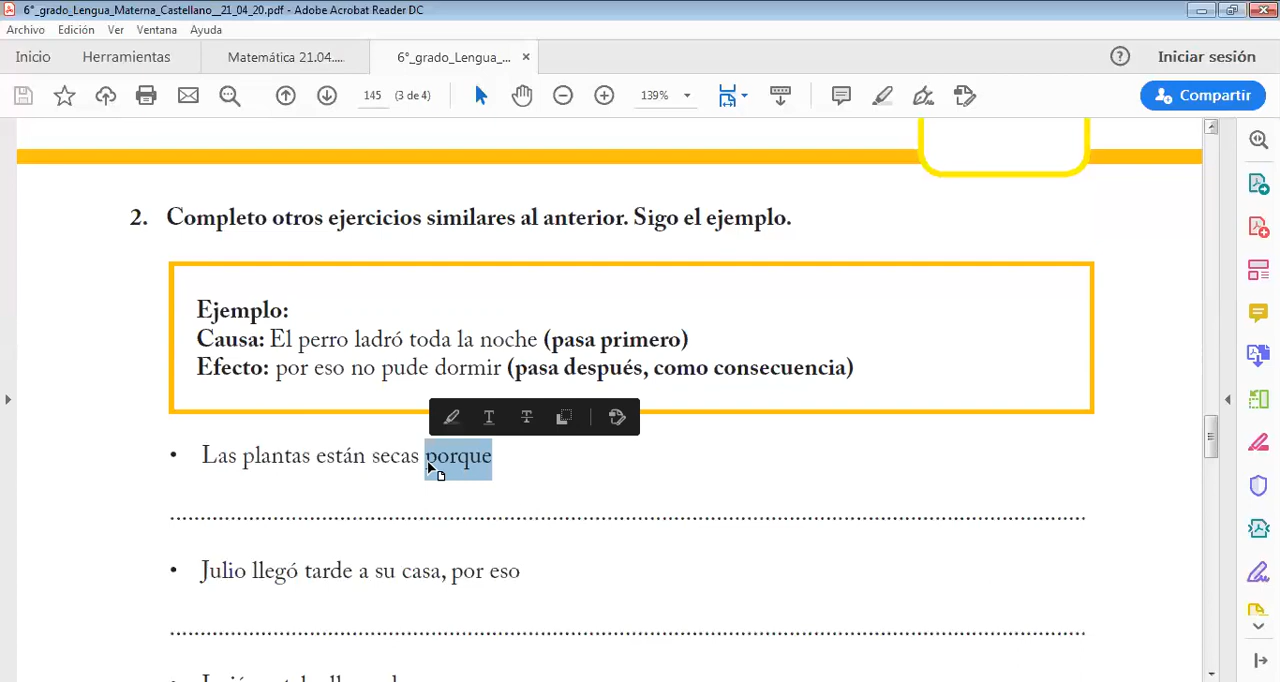 6°_grado_Lengua_Materna_Castellano__21_04_20.pdf - Adobe Acrobat Reader DC
Archivo Edición Ver Ventana Ayuda
Inicio Herramientas Matemática 21.04.... 6°_grado_Lengua_... × Iniciar sesión
145 (3 de 4) 139% Compartir
2. Completo otros ejercicios similares al anterior. Sigo el ejemplo.
Ejemplo:
Causa: El perro ladró toda la noche (pasa primero)
Efecto: por eso no pude dormir (pasa después, como consecuencia)
• Las plantas están secas porque
• Julio llegó tarde a su casa, por eso